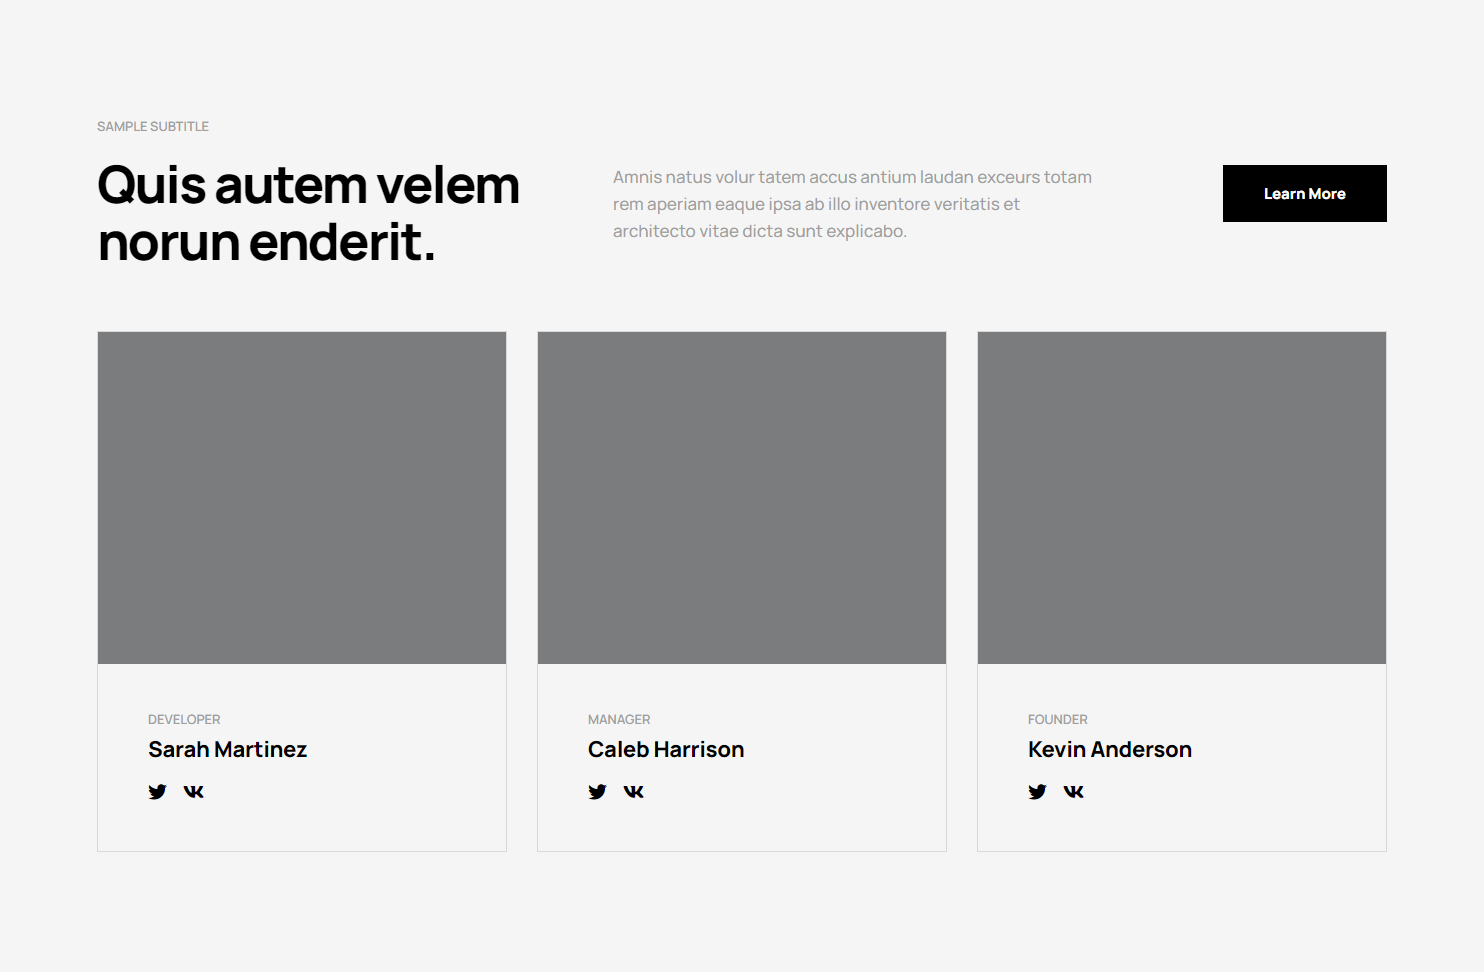 SAMPLE SUBTITLE
Quis autem velem
norun enderit.
Amnis natus volur tatem accus antium laudan exceurs totam
rem aperiam eaque ipsa ab illo inventore veritatis et
architecto vitae dicta sunt explicabo.
Learn More
DEVELOPER
Sarah Martinez
MANAGER
Caleb Harrison
FOUNDER
Kevin Anderson